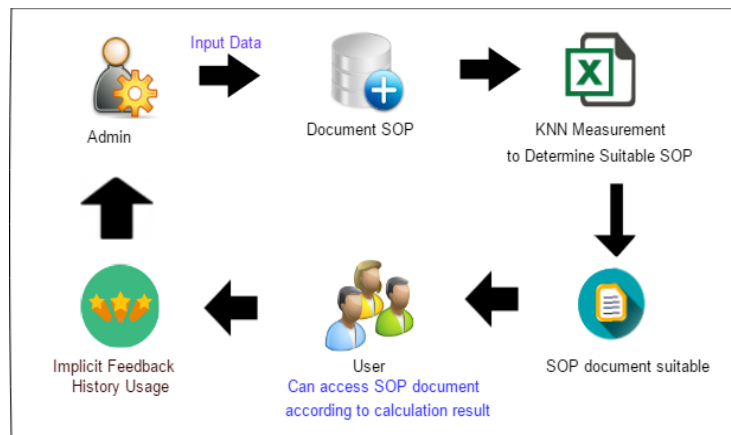 Input Data
Admin
Document SOP
X
KNN Measurement
to Determine Suitable SOP
Implicit Feedback
History Usage
User
Can access SOP document
according to calculation result
SOP document suitable